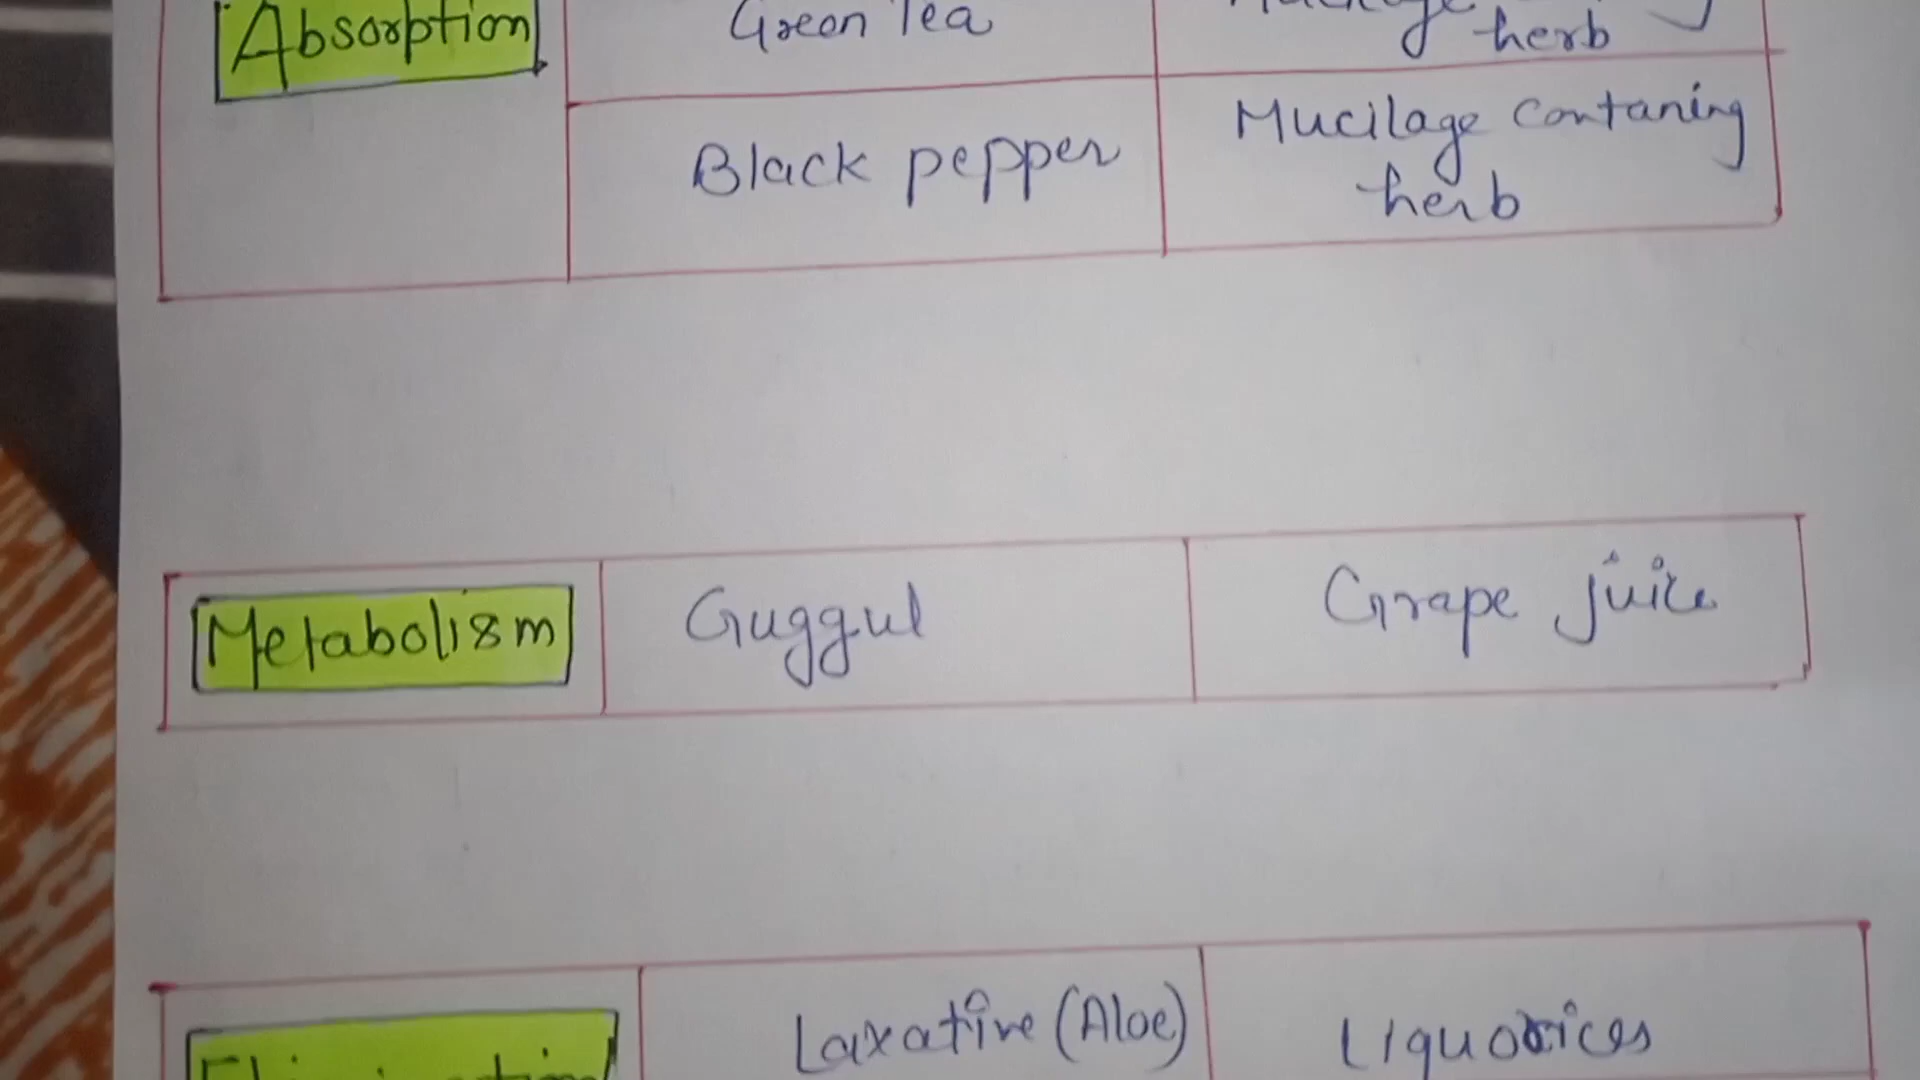 Absorption
Green Tea
herb
Black pepper
Mucilage contaning
herb
Metabolism
Guggul
Grape juice
Laxative (Aloe)
Liquorices